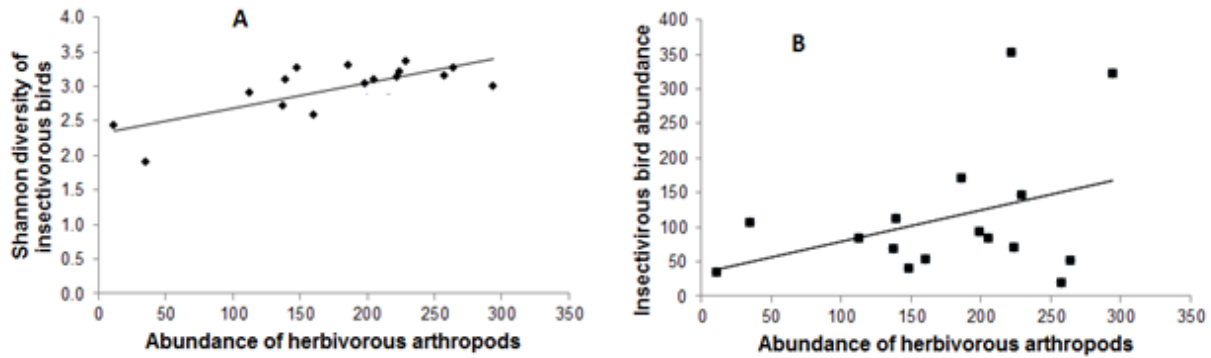 A
Shannon diversity of
insectivorous birds
4.0
3.5
3.0
2.5
2.0
1.5
1.0
0.5
0.0
0 50 100 150 200 250 300 350
Abundance of herbivorous arthropods
B
Insectivirous bird abundance
400
350
300
250
200
150
100
50
0
0 50 100 150 200 250 300 350
Abundance of herbivorous arthropods